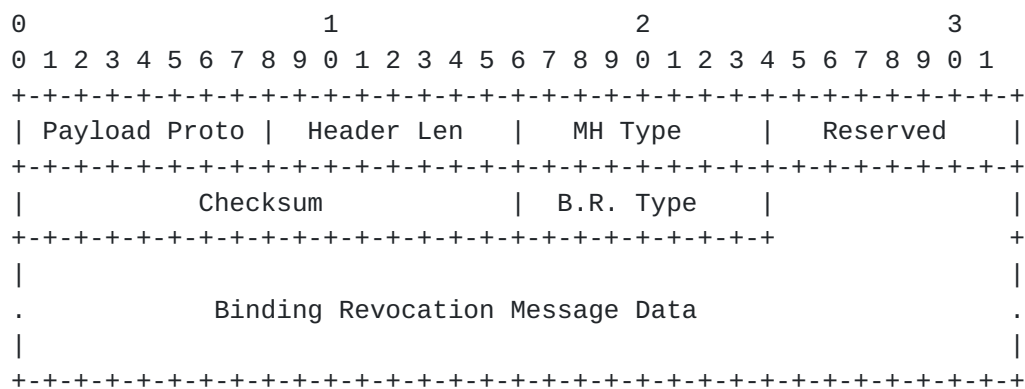 0                   1                   2                   3
0 1 2 3 4 5 6 7 8 9 0 1 2 3 4 5 6 7 8 9 0 1 2 3 4 5 6 7 8 9 0 1
+-+-+-+-+-+-+-+-+-+-+-+-+-+-+-+-+-+-+-+-+-+-+-+-+-+-+-+-+-+-+-+-+
| Payload Proto |  Header Len   |   MH Type     |   Reserved    |
+-+-+-+-+-+-+-+-+-+-+-+-+-+-+-+-+-+-+-+-+-+-+-+-+-+-+-+-+-+-+-+-+
|           Checksum            |  B.R. Type    |               |
+-+-+-+-+-+-+-+-+-+-+-+-+-+-+-+-+-+-+-+-+-+-+-+-+               +
|                                                               |
.            Binding Revocation Message Data                    .
|                                                               |
+-+-+-+-+-+-+-+-+-+-+-+-+-+-+-+-+-+-+-+-+-+-+-+-+-+-+-+-+-+-+-+-+